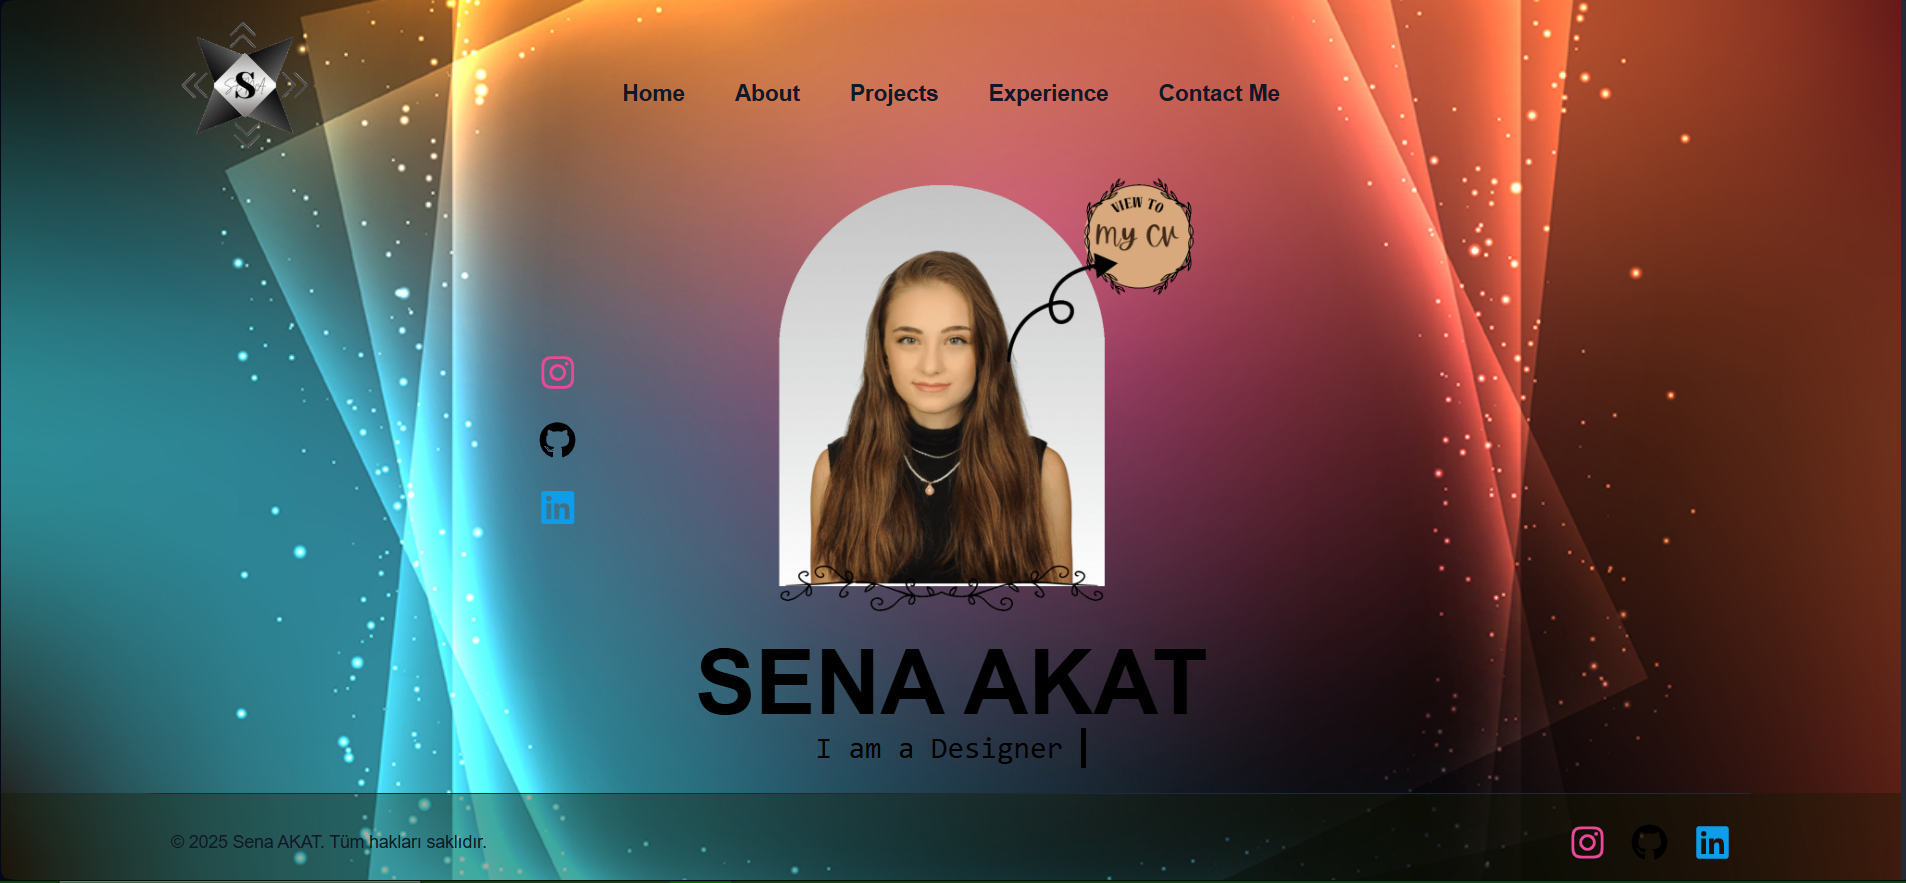 S
Home About Projects Experience Contact Me
VIEW TO
my cv
SENA AKAT
I am a Designer
© 2025 Sena AKAT. Tüm hakları saklıdır.